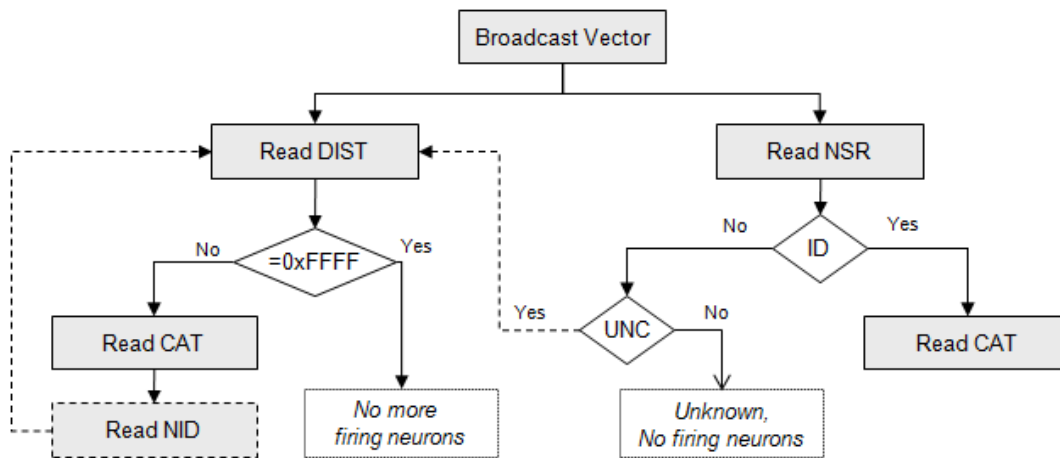 Broadcast Vector
Read DIST
Read NSR
No
Yes
=0xFFFF
No
Yes
ID
Yes
No
UNC
Read CAT
Read CAT
Read NID
No more
firing neurons
Unknown,
No firing neurons